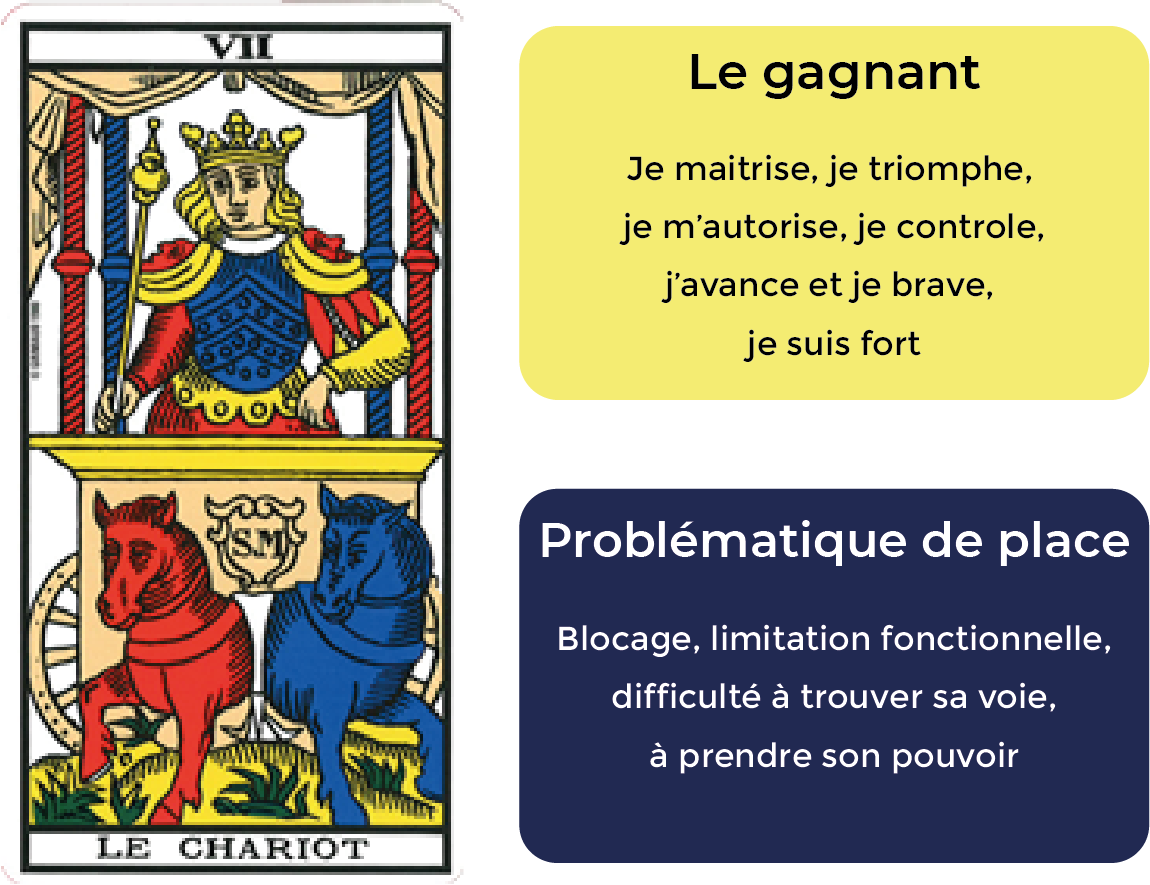 VII
S.M
LE CHARIOT
Le gagnant
Je maitrise, je triomphe,
je m’autorise, je controle,
j’avance et je brave,
je suis fort
Problématique de place
Blocage, limitation fonctionnelle,
difficulté à trouver sa voie,
à prendre son pouvoir